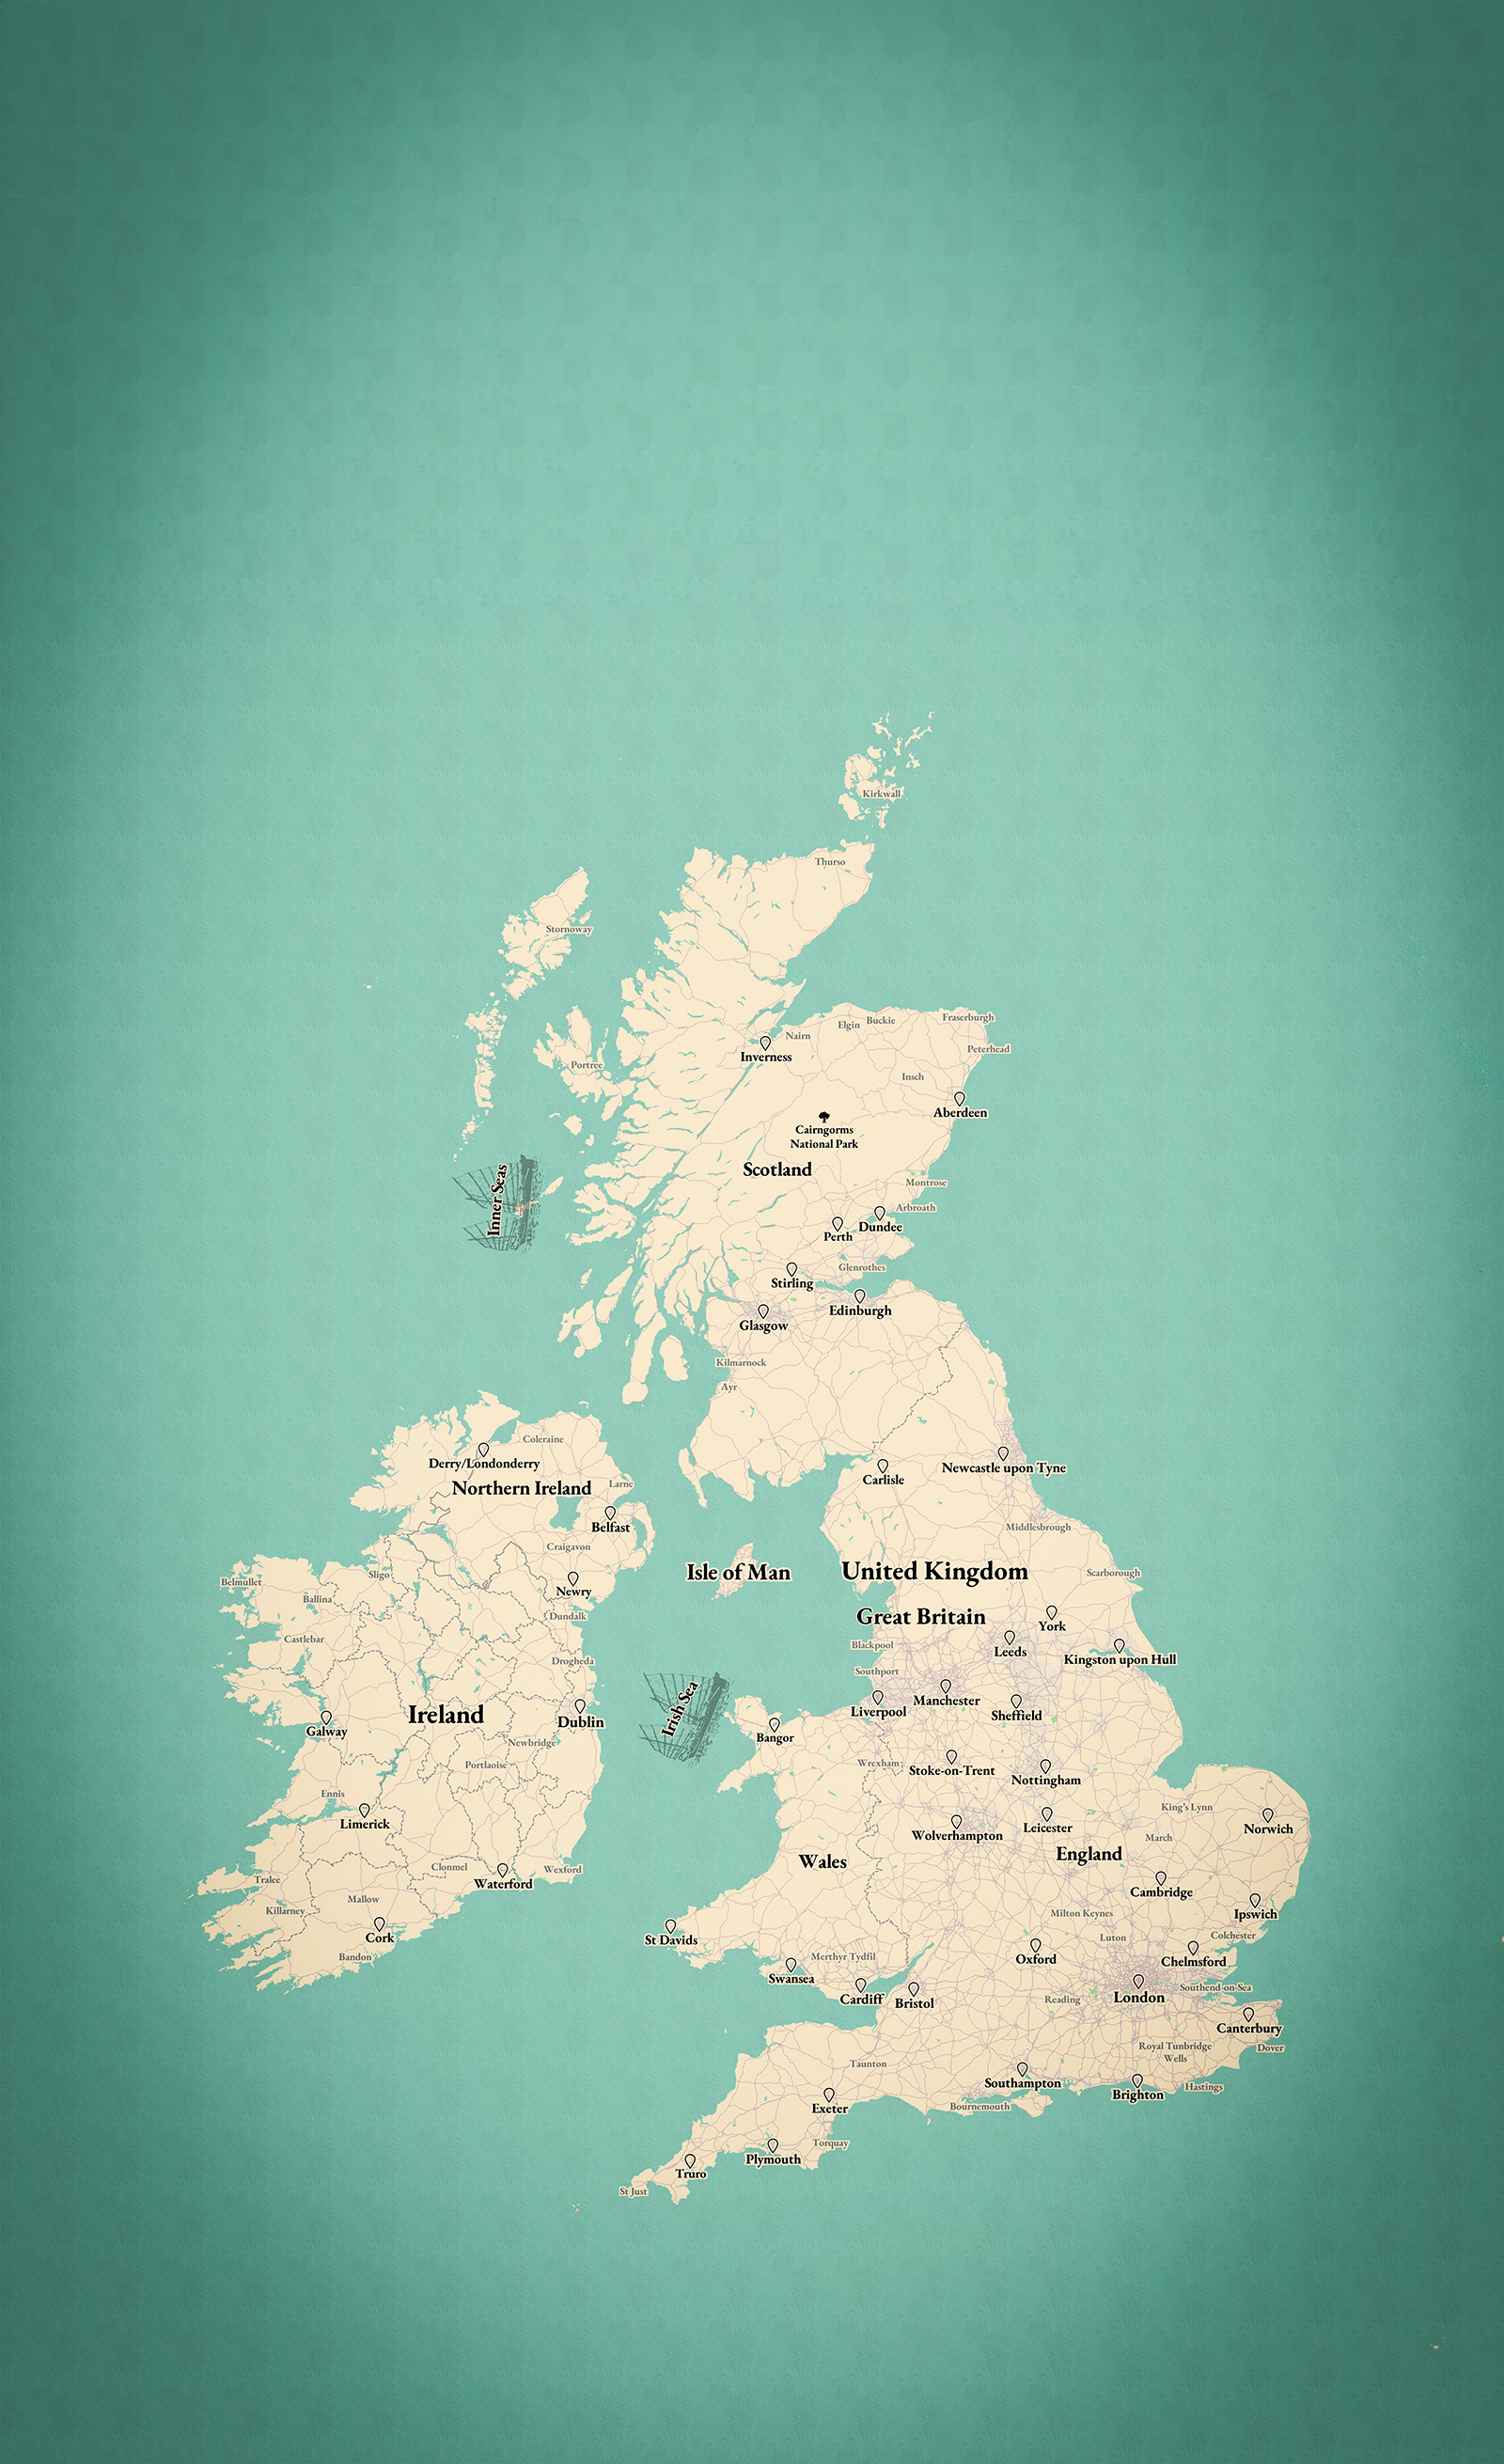 Kirkwall
Thurso
Stornoway
Fraserburgh
Buckie
Elgin
Nairn
Peterhead
Inverness
Portree
Insch
Aberdeen
Cairngorms
National Park
Scotland
Montrose
Inner Seas
Arbroath
Dundee
Perth
Glenrothes
Stirling
Edinburgh
Glasgow
Kilmarnock
Ayr
Coleraine
Derry/Londonderry
Newcastle upon Tyne
Carlisle
Larne
Northern Ireland
Belfast
Middlesbrough
Craigavon
Isle of Man
United Kingdom
Scarborough
Sligo
Belmullet
Newry
Ballina
Dundalk
Great Britain
York
Castlebar
Blackpool
Leeds
Kingston upon Hull
Drogheda
Southport
Manchester
Irish Sea
Liverpool
Sheffield
Ireland
Dublin
Galway
Bangor
Newbridge
Wrexham
Portlaoise
Stoke-on-Trent
Nottingham
Ennis
King's Lynn
Limerick
Leicester
Norwich
Wolverhampton
March
England
Wales
Clonmel
Wexford
Tralee
Waterford
Cambridge
Mallow
Killarney
Milton Keynes
Ipswich
Colchester
Cork
Luton
St Davids
Bandon
Merthyr Tydfil
Oxford
Chelmsford
Swansea
Southend-on-Sea
London
Cardiff
Reading
Bristol
Canterbury
Royal Tunbridge
Wells
Dover
Taunton
Southampton
Hastings
Brighton
Bournemouth
Exeter
Torquay
Plymouth
Truro
St Just